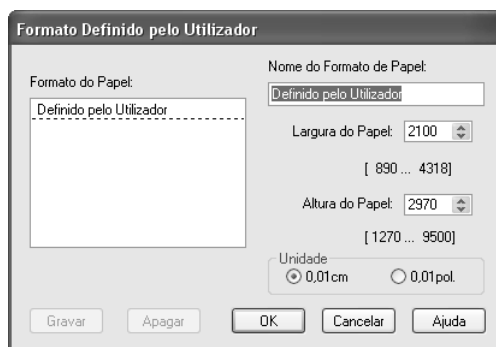 Formato Definido pelo Utilizador
Formato do Papel:
Definido pelo Utilizador
Nome do Formato de Papel:
Definido pelo Utilizador
Largura do Papel: 2100
[ 890 ... 4318]
Altura do Papel: 2970
[ 1270 ... 9500]
Unidade
0,01cm 0,01pol.
Gravar Apagar OK Cancelar Ajuda